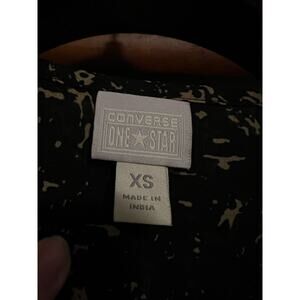 CONVERSE
ONE ★ STAR
XS
MADE IN
INDIA